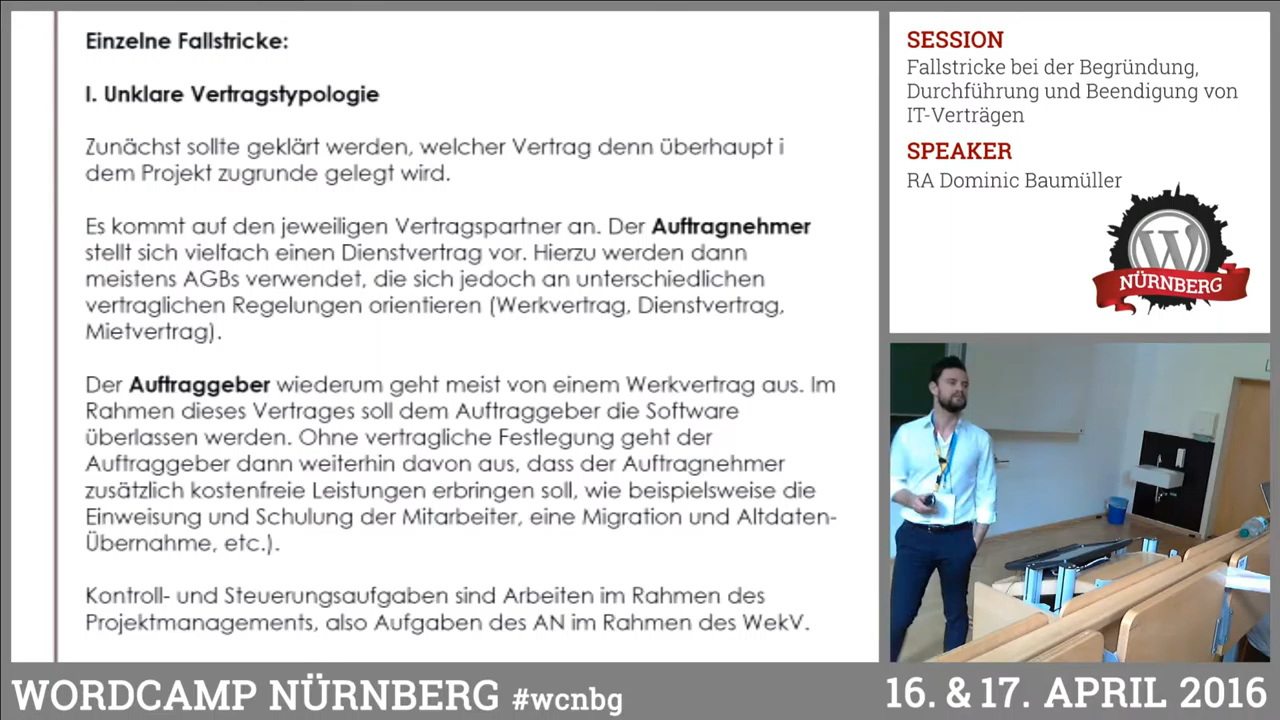 Einzelne Fallstricke:
I. Unklare Vertragstypologie
Zunächst sollte geklärt werden, welcher Vertrag denn überhaupt i
dem Projekt zugrunde gelegt wird.
Es kommt auf den jeweiligen Vertragspartner an. Der Auftragnehmer
stellt sich vielfach einen Dienstvertrag vor. Hierzu werden dann
meistens AGBs verwendet, die sich jedoch an unterschiedlichen
vertraglichen Regelungen orientieren (Werkvertrag, Dienstvertrag,
Mietvertrag).
Der Auftraggeber wiederum geht meist von einem Werkvertrag aus. Im
Rahmen dieses Vertrages soll dem Auftraggeber die Software
überlassen werden. Ohne vertragliche Festlegung geht der
Auftraggeber dann weiterhin davon aus, dass der Auftragnehmer
zusätzlich kostenfreie Leistungen erbringen soll, wie beispielsweise die
Einweisung und Schulung der Mitarbeiter, eine Migration und Altdaten-
Übernahme, etc.).
Kontroll- und Steuerungsaufgaben sind Arbeiten im Rahmen des
Projektmanagements, also Aufgaben des AN im Rahmen des WekV.
SESSION
Fallstricke bei der Begründung,
Durchführung und Beendigung von
IT-Verträgen
SPEAKER
RA Dominic Baumüller
W
NÜRNBERG
WORDCAMP NÜRNBERG #wcnbg
16. & 17. APRIL 2016